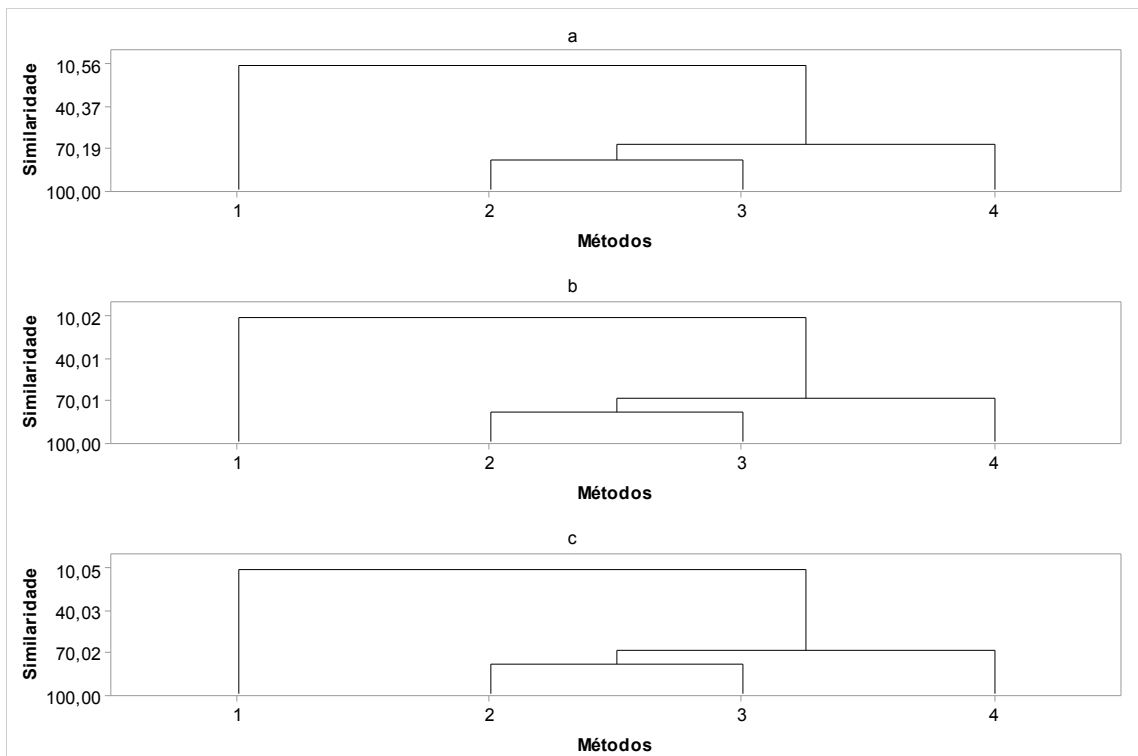 a
Similaridade
10,56
40,37
70,19
100,00
1 2 3 4
Métodos
b
Similaridade
10,02
40,01
70,01
100,00
1 2 3 4
Métodos
c
Similaridade
10,05
40,03
70,02
100,00
1 2 3 4
Métodos